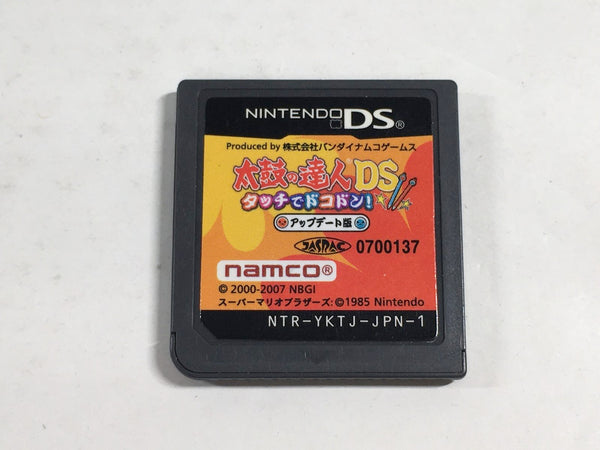 NINTENDO DS®
Produced by 株式会社バンダイナムコゲームス
太鼓の達人DS
タッチでドコドン!
アップデート版
JASRAC 0700137
namco®
© 2000-2007 NBGI
スーパーマリオブラザーズ:©1985 Nintendo
NTR-YKTJ-JPN-1